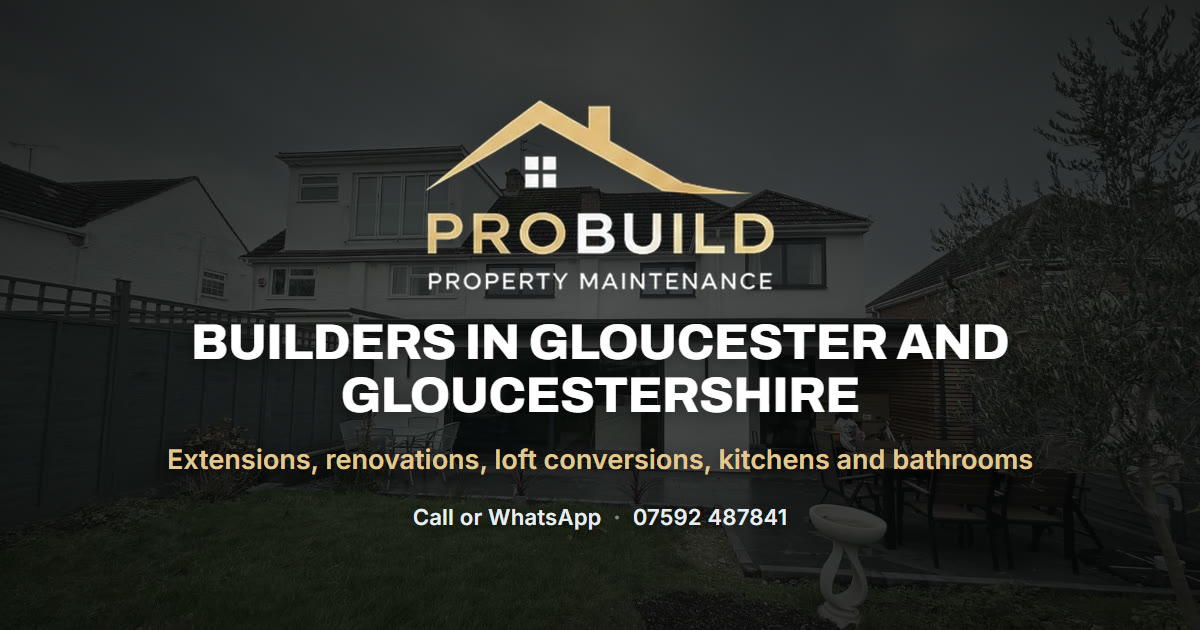 PROBUILD
PROPERTY MAINTENANCE
BUILDERS IN GLOUCESTER AND
GLOUCESTERSHIRE
Extensions, renovations, loft conversions, kitchens and bathrooms
Call or WhatsApp · 07592 487841